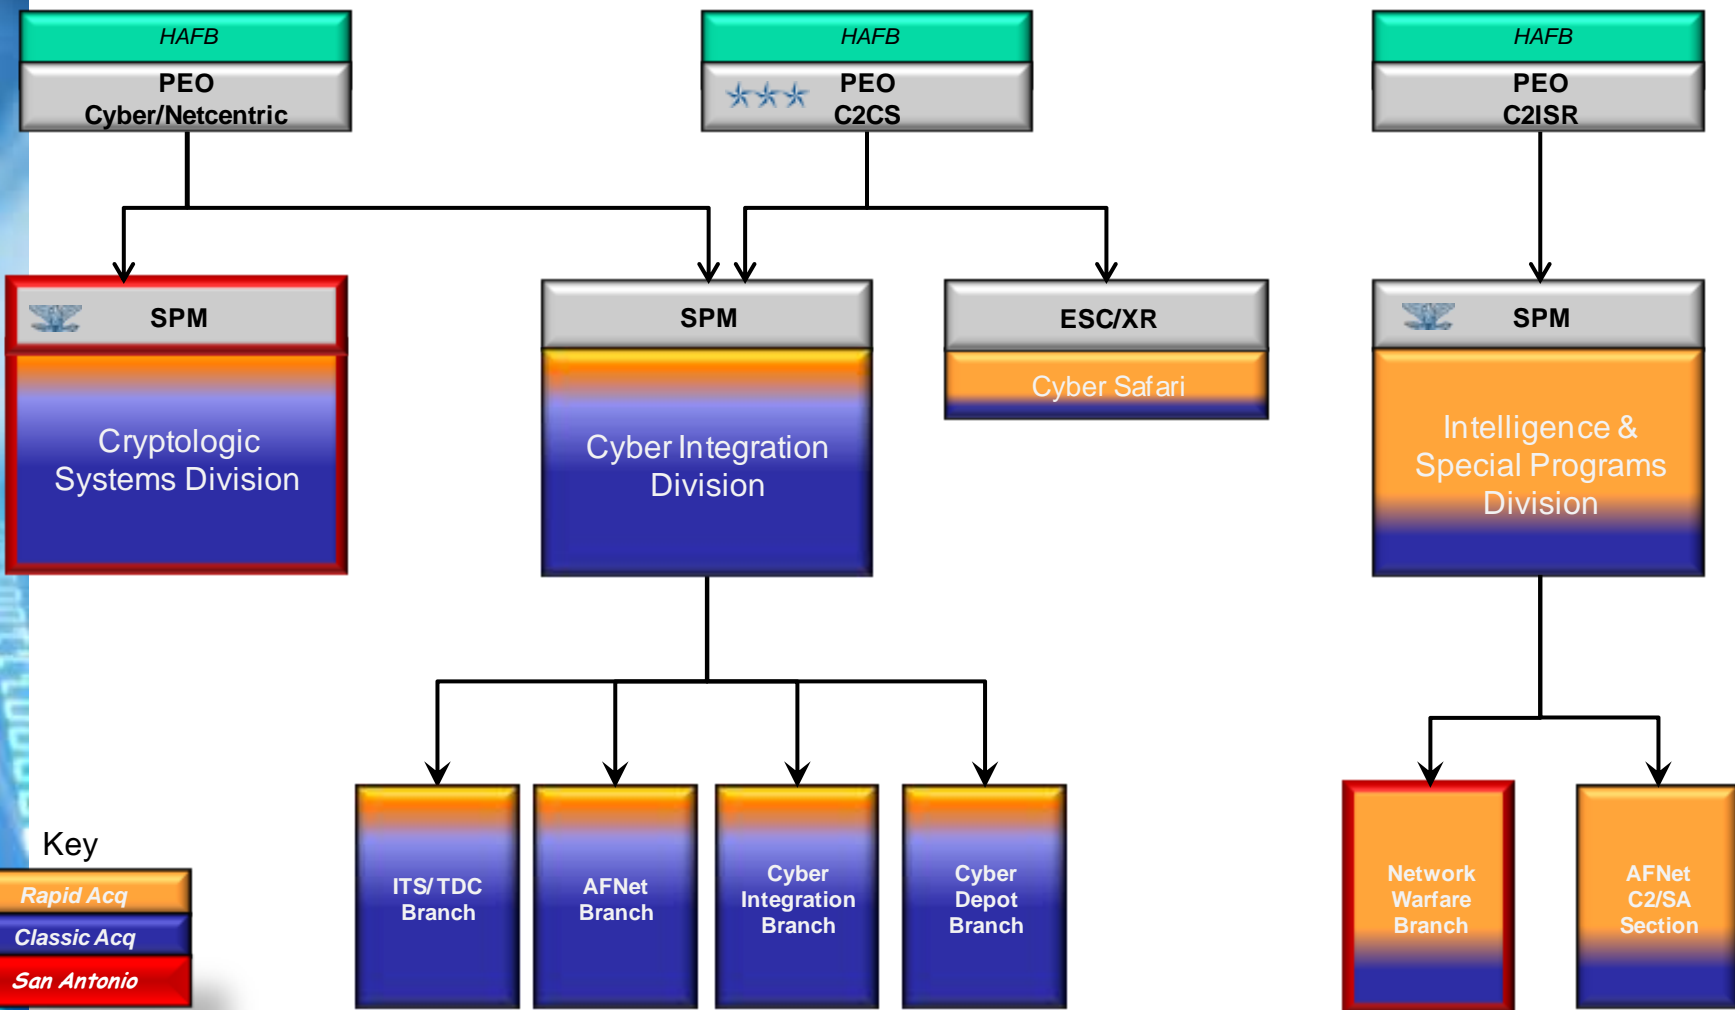 HAFB
PEO
Cyber/Netcentric
HAFB
PEO
C2CS
HAFB
PEO
C2ISR
SPM
Cryptologic
Systems Division
SPM
Cyber Integration
Division
ESC/XR
Cyber Safari
SPM
Intelligence &
Special Programs
Division
ITS/TDC
Branch
AFNet
Branch
Cyber
Integration
Branch
Cyber
Depot
Branch
Network
Warfare
Branch
AFNet
C2/SA
Section
Key
Rapid Acq
Classic Acq
San Antonio